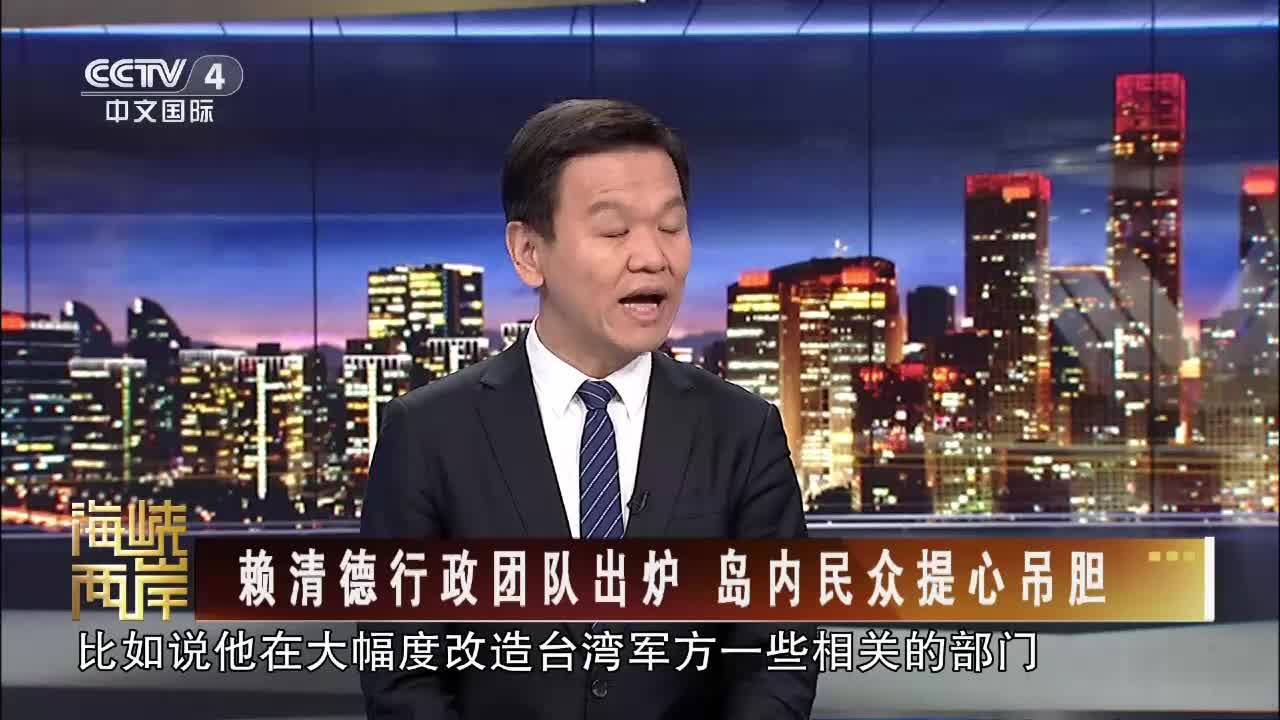 CCTV 4
中文国际
海峡
两岸
赖清德行政团队出炉 岛内民众提心吊胆
比如说他在大幅度改造台湾军方一些相关的部门